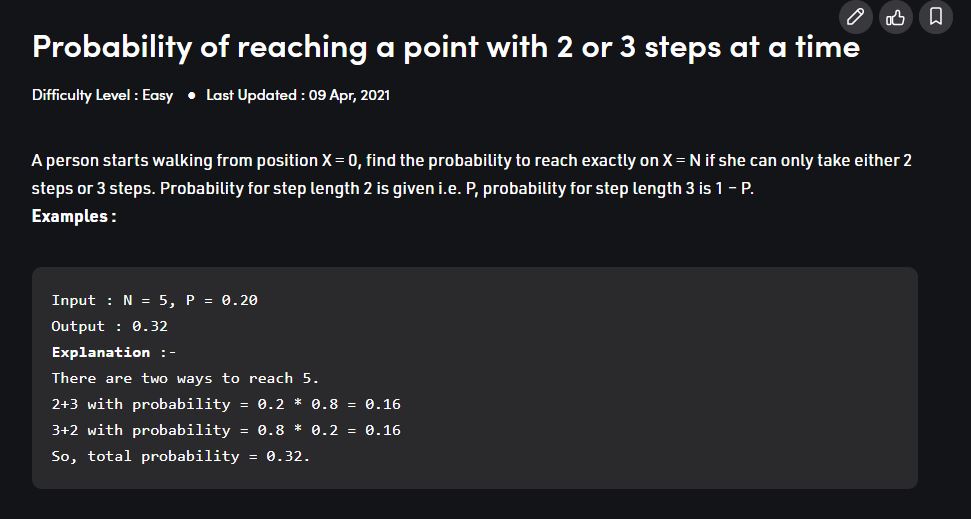 Probability of reaching a point with 2 or 3 steps at a time
Difficulty Level : Easy ● Last Updated : 09 Apr, 2021
A person starts walking from position X = 0, find the probability to reach exactly on X = N if she can only take either 2
steps or 3 steps. Probability for step length 2 is given i.e. P, probability for step length 3 is 1 – P.
Examples :
Input : N = 5, P = 0.20
Output : 0.32
Explanation :-
There are two ways to reach 5.
2+3 with probability = 0.2 * 0.8 = 0.16
3+2 with probability = 0.8 * 0.2 = 0.16
So, total probability = 0.32.